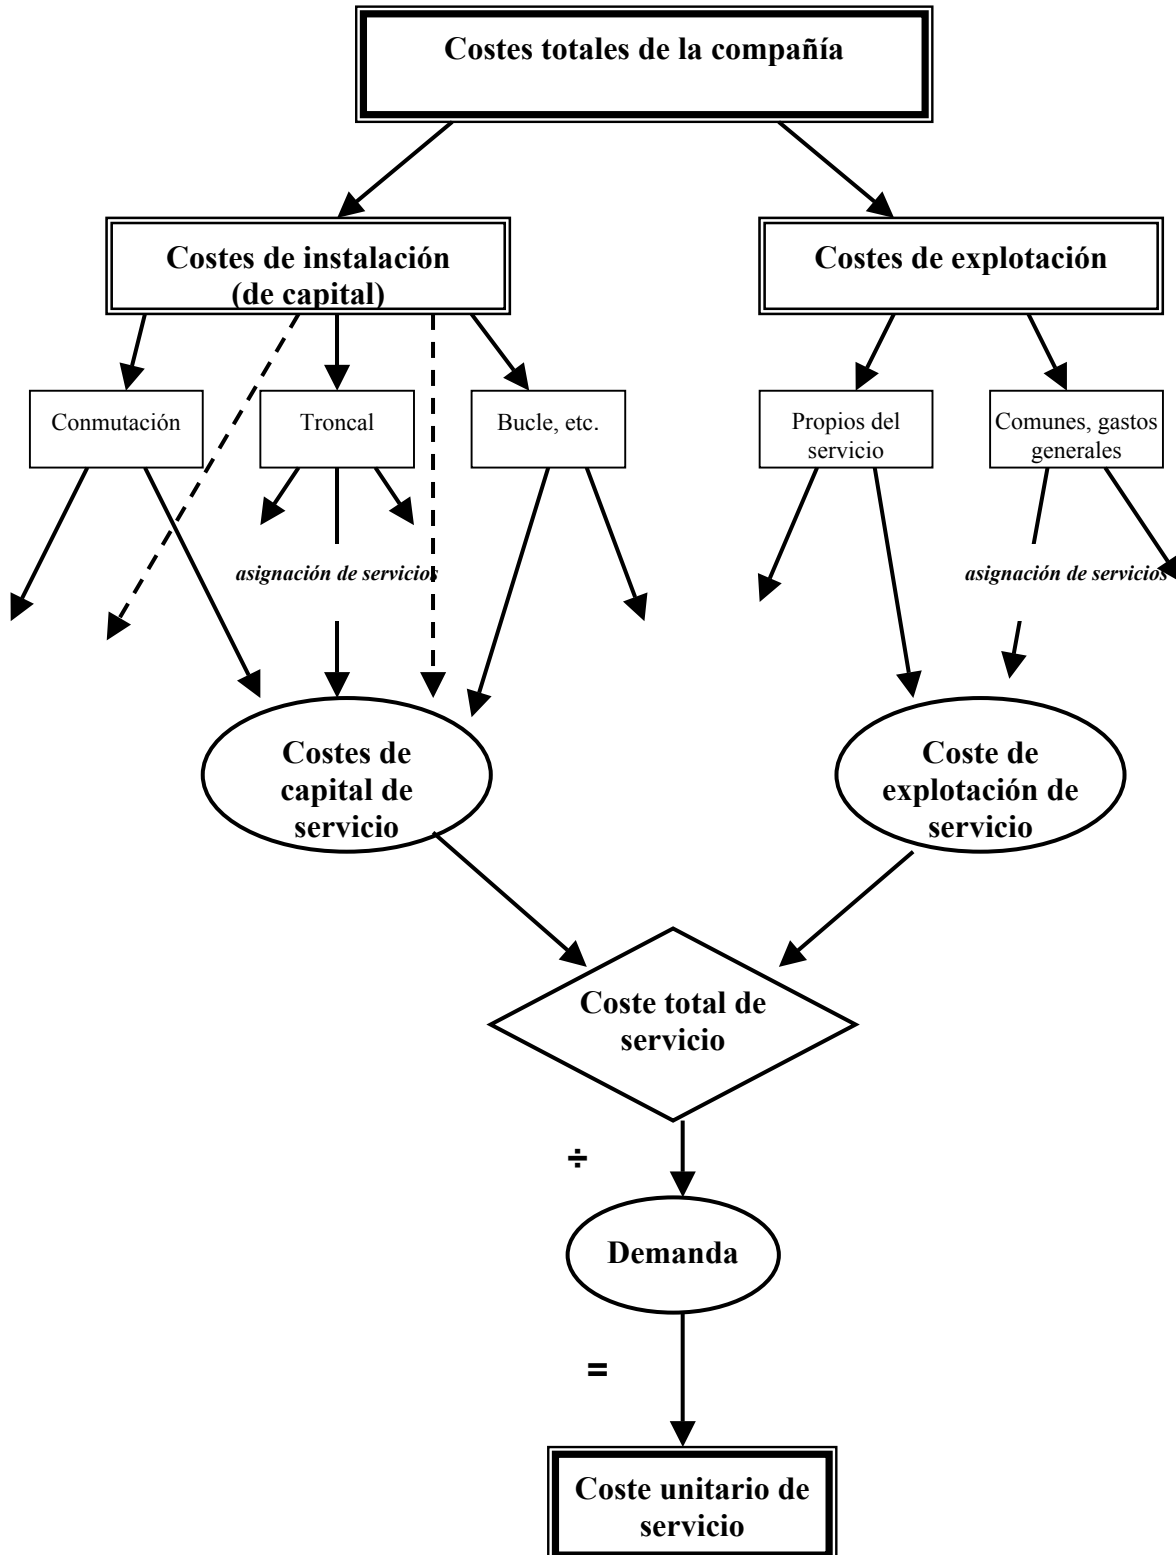 Costes totales de la compañía
Costes de instalación
(de capital)
Costes de explotación
Conmutación
Troncal
Bucle, etc.
Propios del
servicio
Comunes, gastos
generales
asignación de servicios
asignación de servicios
Costes de
capital de
servicio
Coste de
explotación de
servicio
Coste total de
servicio
÷
Demanda
=
Coste unitario de
servicio